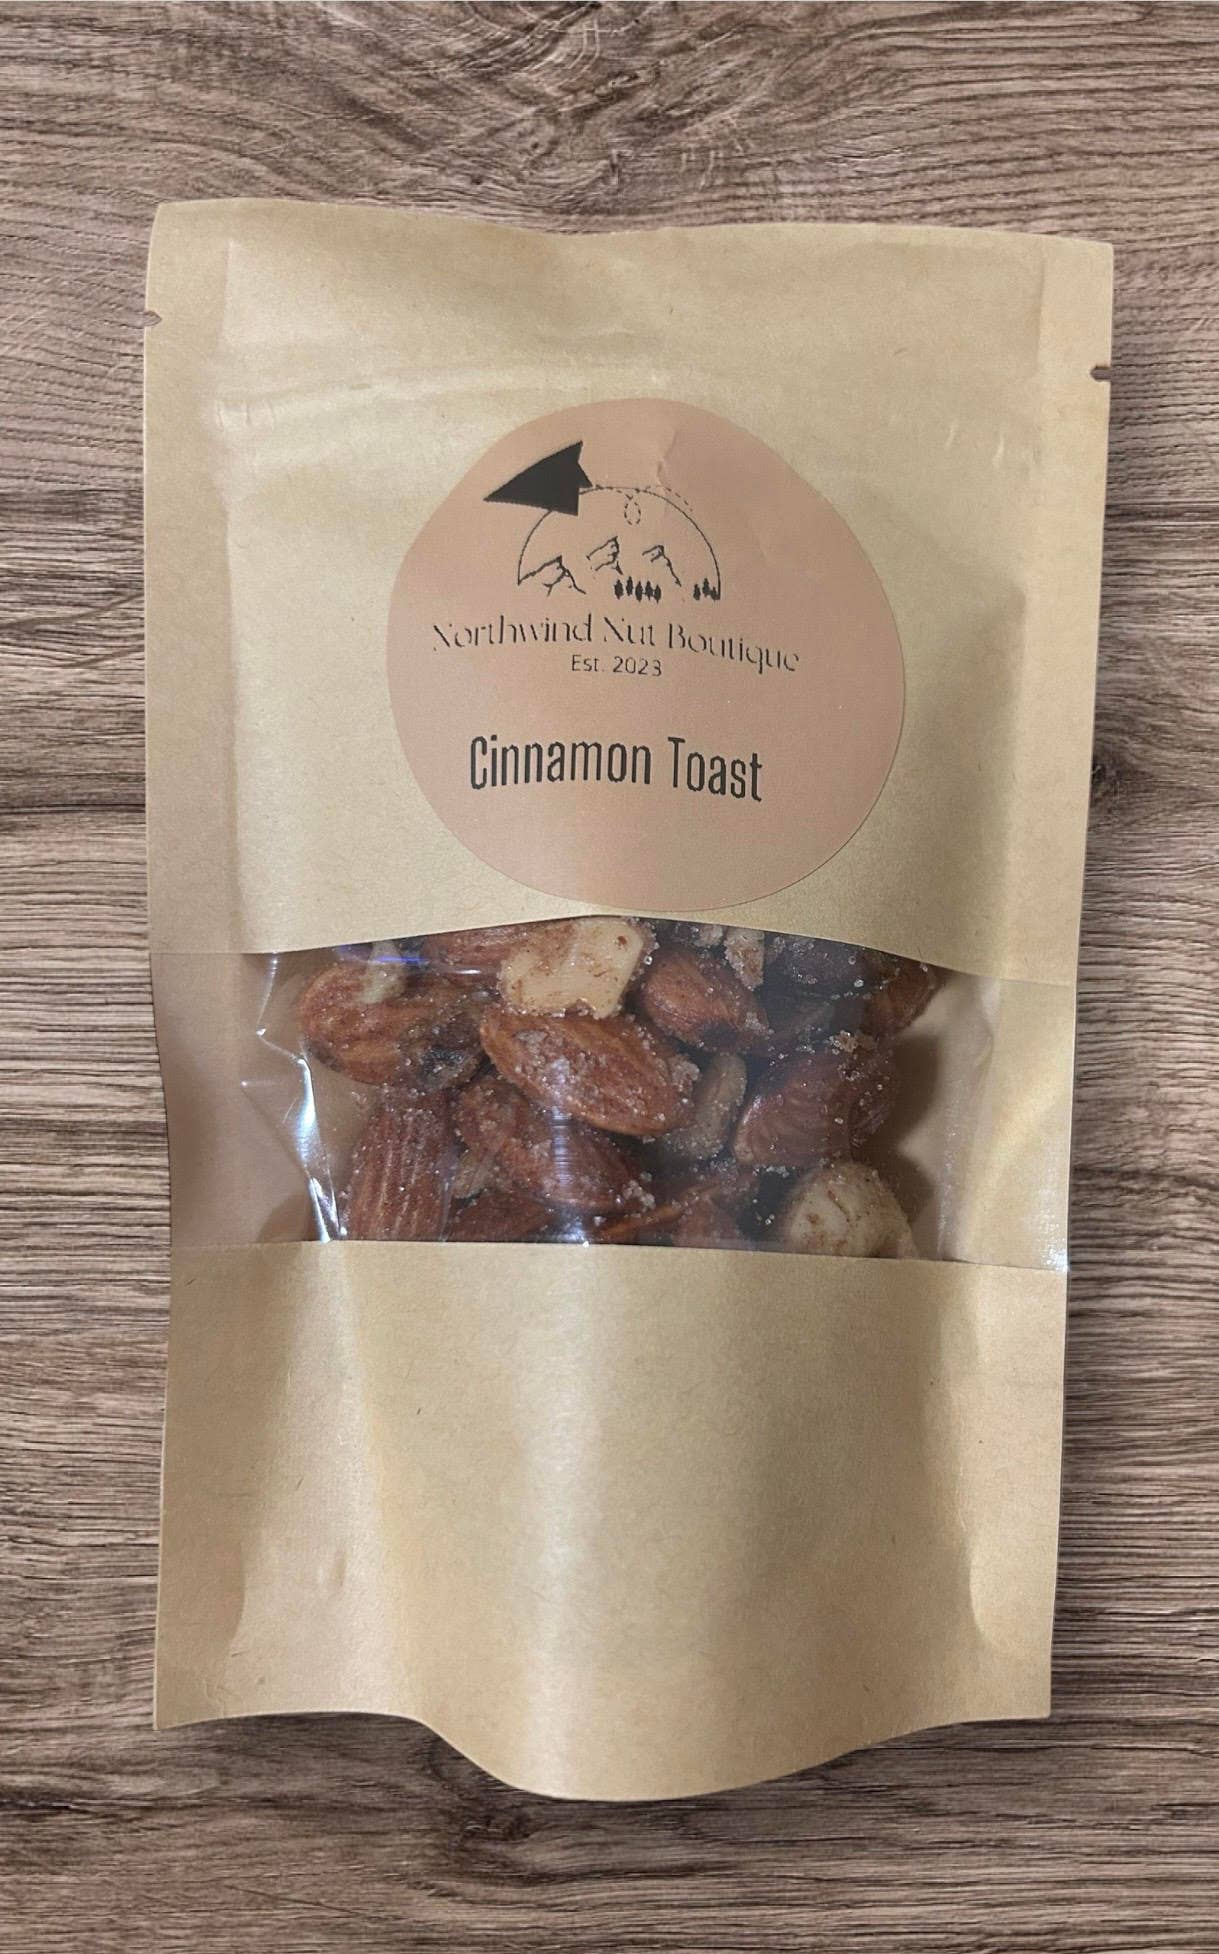 Northwind Nut Boutique
Est. 2023
Cinnamon Toast